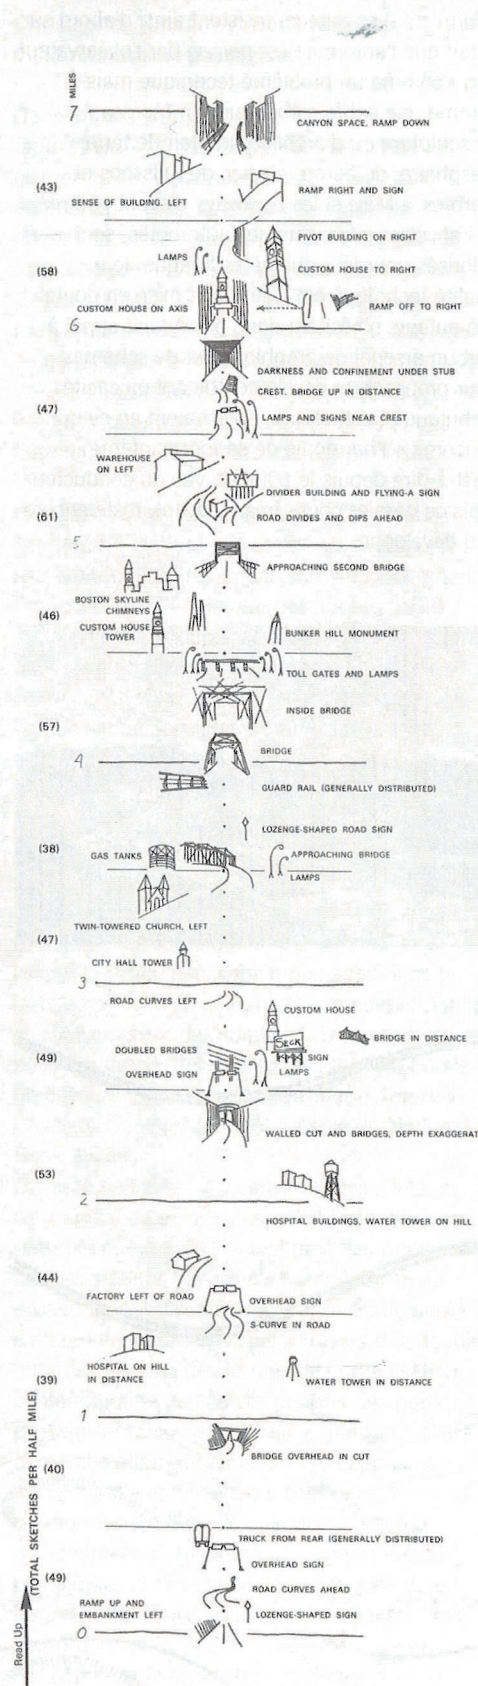 MILES
7
CANYON SPACE, RAMP DOWN
(43)
RAMP RIGHT AND SIGN
SENSE OF BUILDING, LEFT
PIVOT BUILDING ON RIGHT
LAMPS
(58)
CUSTOM HOUSE TO RIGHT
CUSTOM HOUSE ON AXIS
RAMP OFF TO RIGHT
6
DARKNESS AND CONFINEMENT UNDER STUB
CREST, BRIDGE UP IN DISTANCE
(47)
LAMPS AND SIGNS NEAR CREST
WAREHOUSE
ON LEFT
DIVIDER BUILDING AND FLYING-A SIGN
(61)
ROAD DIVIDES AND DIPS AHEAD
5
APPROACHING SECOND BRIDGE
BOSTON SKYLINE
CHIMNEYS
(46)
CUSTOM HOUSE
TOWER
BUNKER HILL MONUMENT
TOLL GATES AND LAMPS
INSIDE BRIDGE
(57)
BRIDGE
4
GUARD RAIL (GENERALLY DISTRIBUTED)
LOZENGE-SHAPED ROAD SIGN
(38)
GAS TANKS
APPROACHING BRIDGE
LAMPS
TWIN-TOWERED CHURCH, LEFT
(47)
CITY HALL TOWER
3
ROAD CURVES LEFT
CUSTOM HOUSE
BRIDGE IN DISTANCE
SECK
DOUBLED BRIDGES
(49)
SIGN
OVERHEAD SIGN
LAMPS
WALLED CUT AND BRIDGES, DEPTH EXAGGERAT
(53)
2
HOSPITAL BUILDINGS, WATER TOWER ON HILL
(44)
FACTORY LEFT OF ROAD
OVERHEAD SIGN
S-CURVE IN ROAD
HOSPITAL ON HILL
IN DISTANCE
WATER TOWER IN DISTANCE
(39)
1
BRIDGE OVERHEAD IN CUT
(40)
TRUCK FROM REAR (GENERALLY DISTRIBUTED)
OVERHEAD SIGN
(49)
ROAD CURVES AHEAD
RAMP UP AND
EMBANKMENT LEFT
LOZENGE-SHAPED SIGN
0
(TOTAL SKETCHES PER HALF MILE)
Read Up